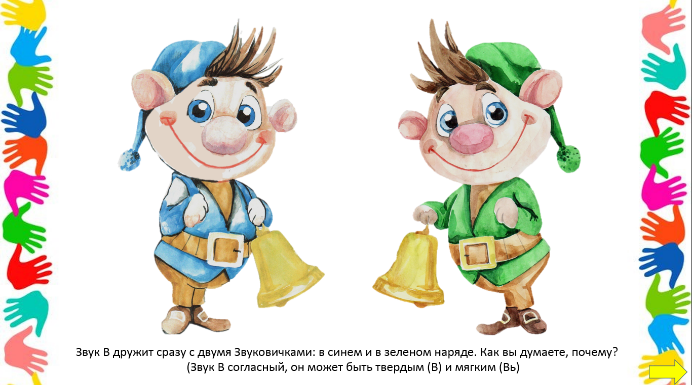 Звук В дружит сразу с двумя Звуковичками: в синем и в зеленом наряде. Как вы думаете, почему?
(Звук В согласный, он может быть твердым (В) и мягким (Вь)